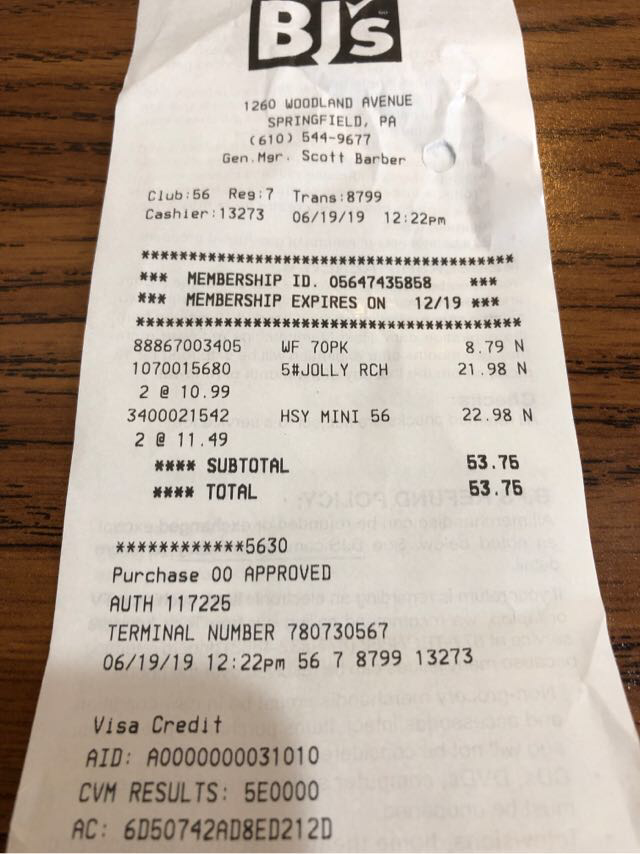 BJ's
1260 WOODLAND AVENUE
SPRINGFIELD, PA
(610) 544-9677
Gen.Mgr. Scott Barber
Club:56 Reg:7 Trans:8799
Cashier:13273 06/19/19 12:22pm
****************************************
*** MEMBERSHIP ID. 05647435858 ***
*** MEMBERSHIP EXPIRES ON 12/19 ***
****************************************
88867003405 WF 70PK 8.79 N
1070015680 5#JOLLY RCH 21.98 N
2 @ 10.99
3400021542 HSY MINI 56 22.98 N
2 @ 11.49
**** SUBTOTAL 53.75
**** TOTAL 53.75
************5630
Purchase 00 APPROVED
AUTH 117225
TERMINAL NUMBER 780730567
06/19/19 12:22pm 56 7 8799 13273
Visa Credit
AID: A0000000031010
CVM RESULTS: 5E0000
AC: 6D50742AD8ED212D